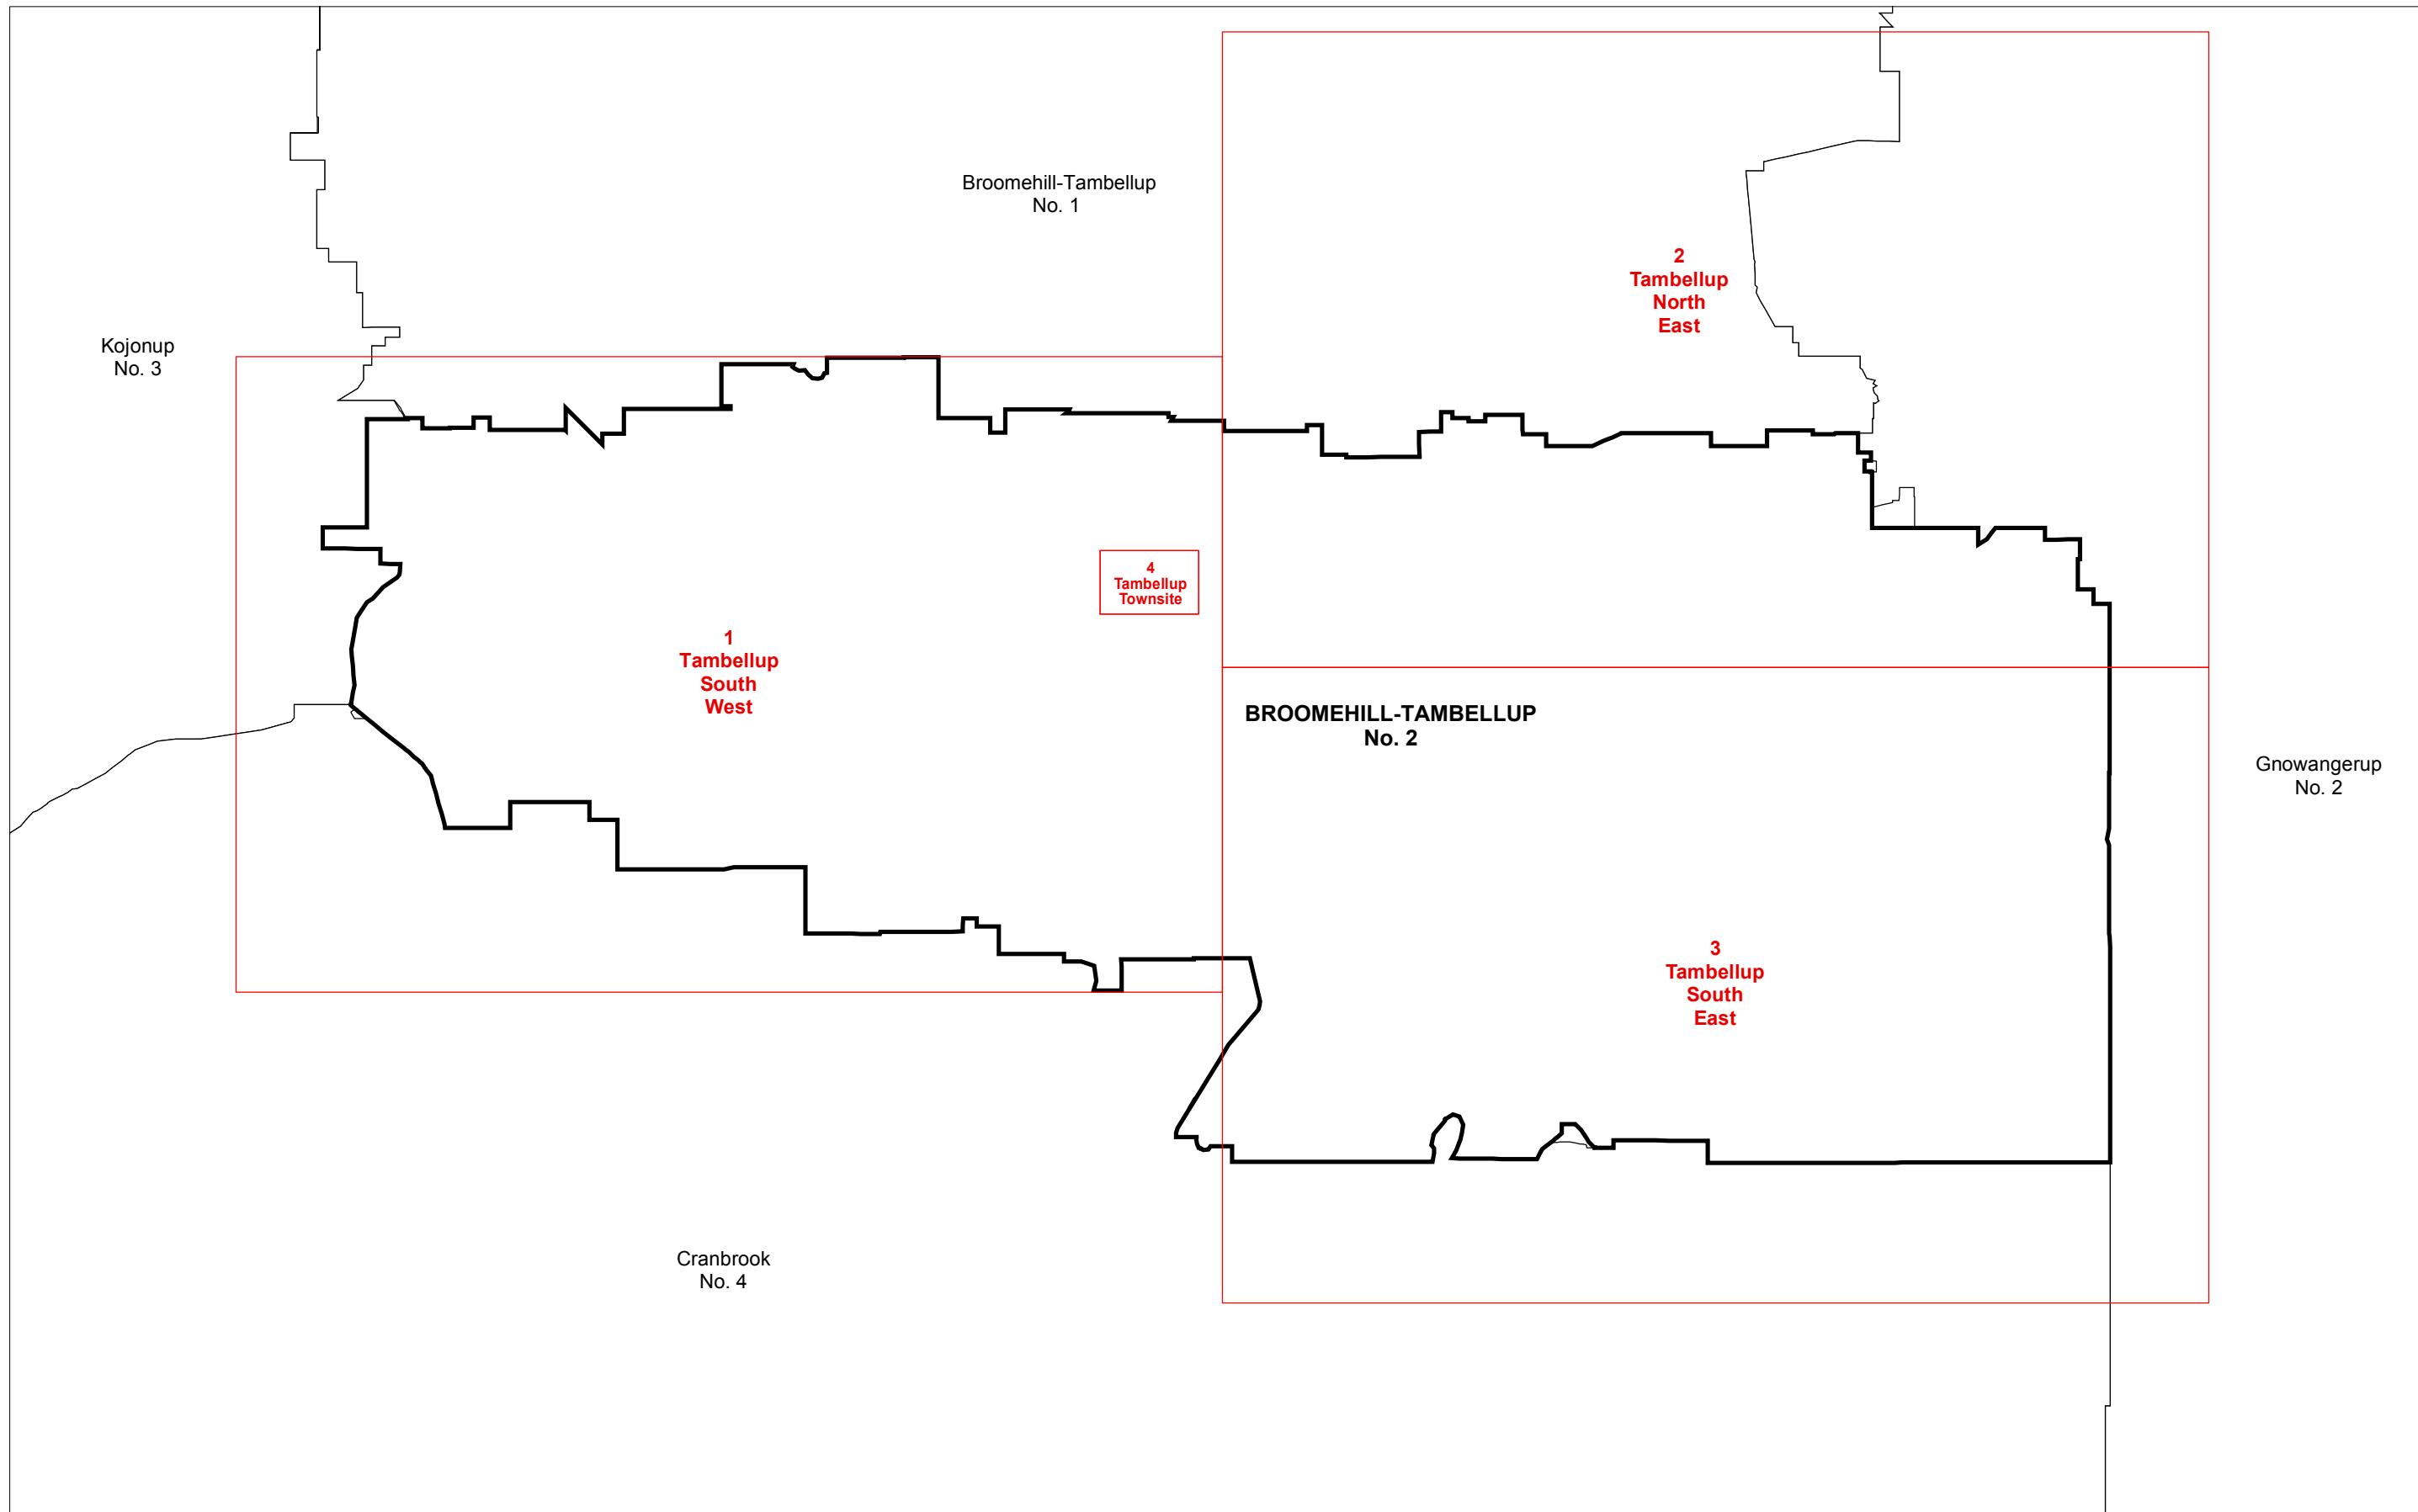 Broomehill-Tambellup
No. 1
2
Tambellup
North
East
Kojonup
No. 3
4
Tambellup
Townsite
1
Tambellup
South
West
BROOMEHILL-TAMBELLUP
No. 2
Gnowangerup
No. 2
3
Tambellup
South
East
Cranbrook
No. 4